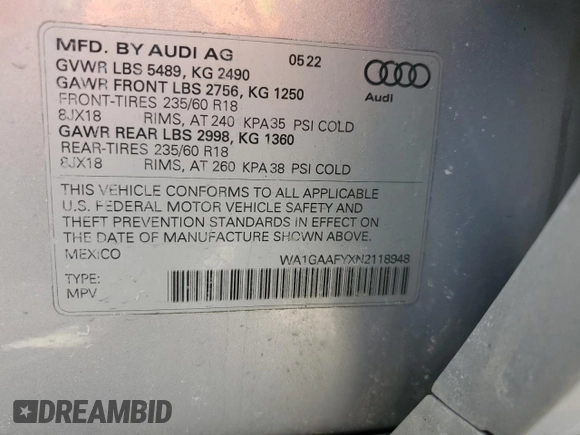 MFD. BY AUDI AG 05 22
GVWR LBS 5489, KG 2490
GAWR FRONT LBS 2756, KG 1250
FRONT-TIRES 235/60 R18
8JX18 RIMS, AT 240 KPA35 PSI COLD
GAWR REAR LBS 2998, KG 1360
REAR-TIRES 235/60 R18
8JX18 RIMS, AT 260 KPA38 PSI COLD
Audi
THIS VEHICLE CONFORMS TO ALL APPLICABLE
U.S. FEDERAL MOTOR VEHICLE SAFETY AND
THEFT PREVENTION STANDARDS IN EFFECT ON
THE DATE OF MANUFACTURE SHOWN ABOVE.
MEXICO WA1GAAFYXN2118948
TYPE:
MPV
DREAMBID